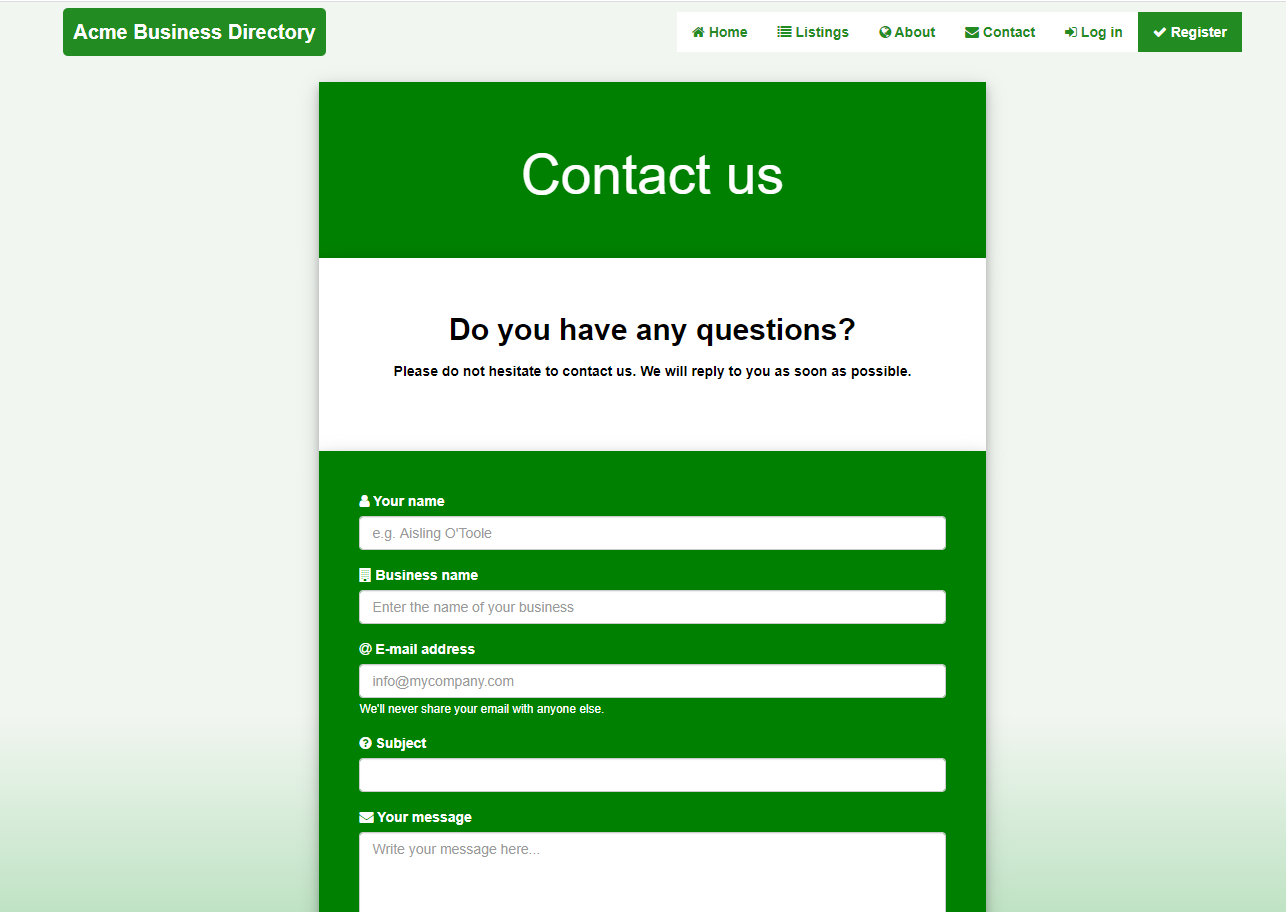 Acme Business Directory
Home Listings About Contact Log in Register
Contact us
Do you have any questions?
Please do not hesitate to contact us. We will reply to you as soon as possible.
Your name
e.g. Aisling O'Toole
Business name
Enter the name of your business
@ E-mail address
info@mycompany.com
We'll never share your email with anyone else.
Subject
Your message
Write your message here...